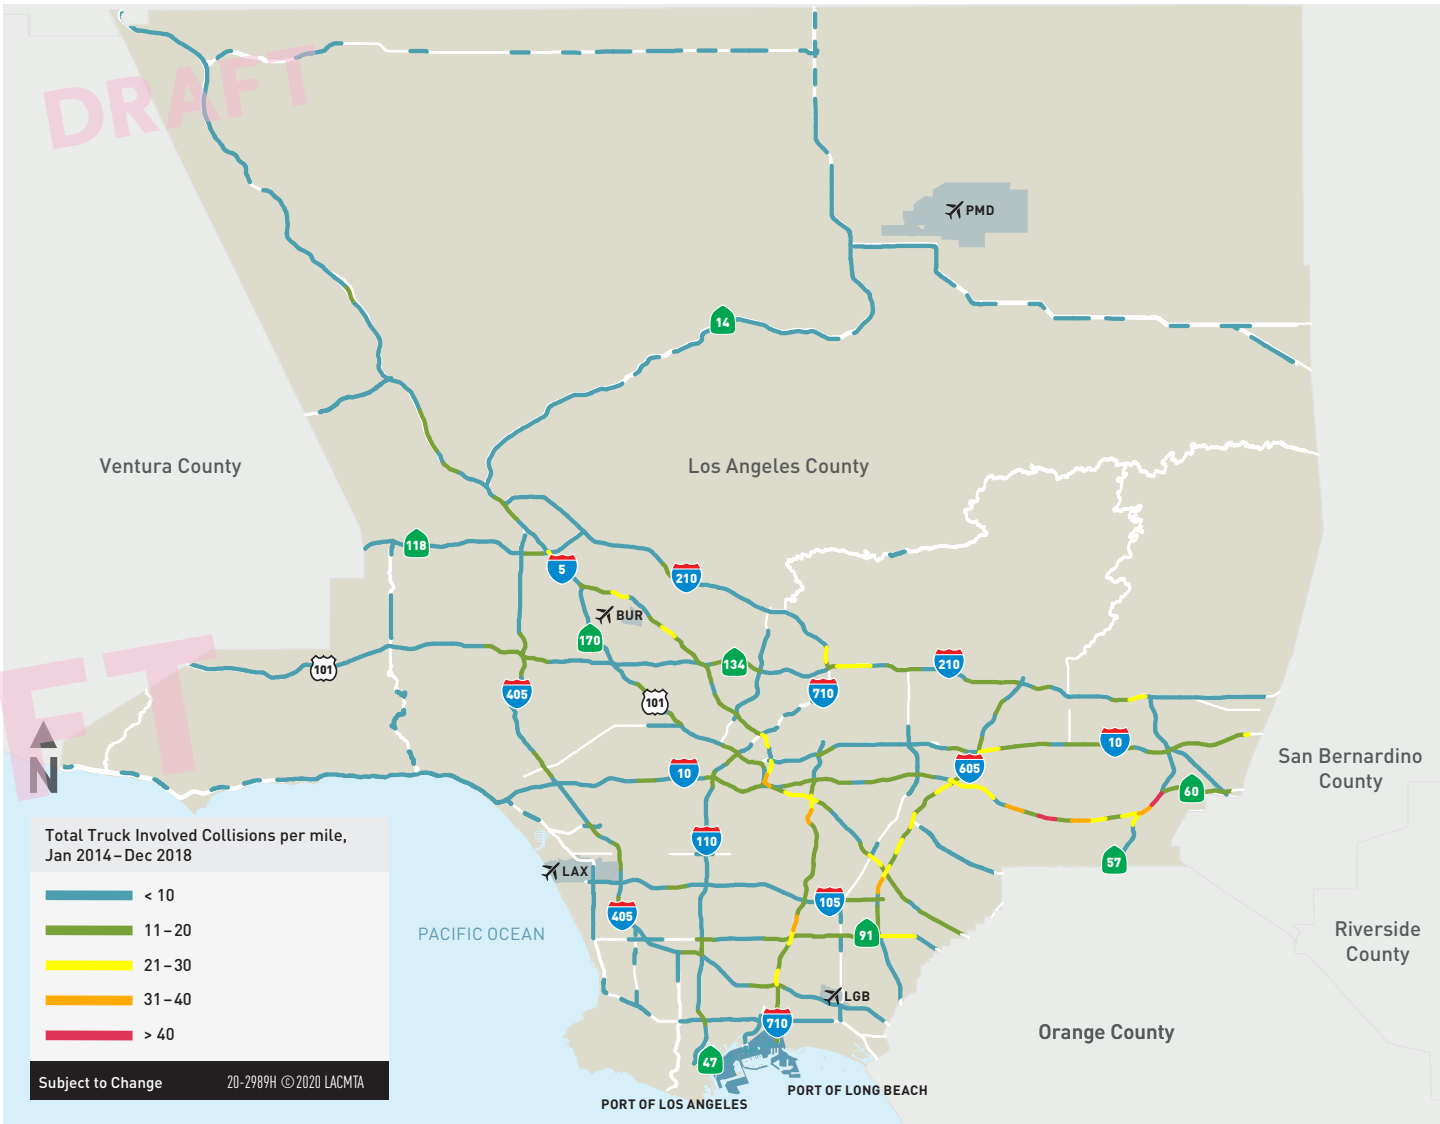 DRAFT
PMD
14
Ventura County
Los Angeles County
118
5
210
BUR
170
134
210
101
405
101
710
FT
N
10
605
10
San Bernardino
County
60
110
57
LAX
405
105
91
Riverside
County
PACIFIC OCEAN
LGB
710
Orange County
47
PORT OF LONG BEACH
PORT OF LOS ANGELES
Total Truck Involved Collisions per mile,
Jan 2014–Dec 2018
< 10
11–20
21–30
31–40
> 40
Subject to Change
20-2989H ©2020 LACMTA